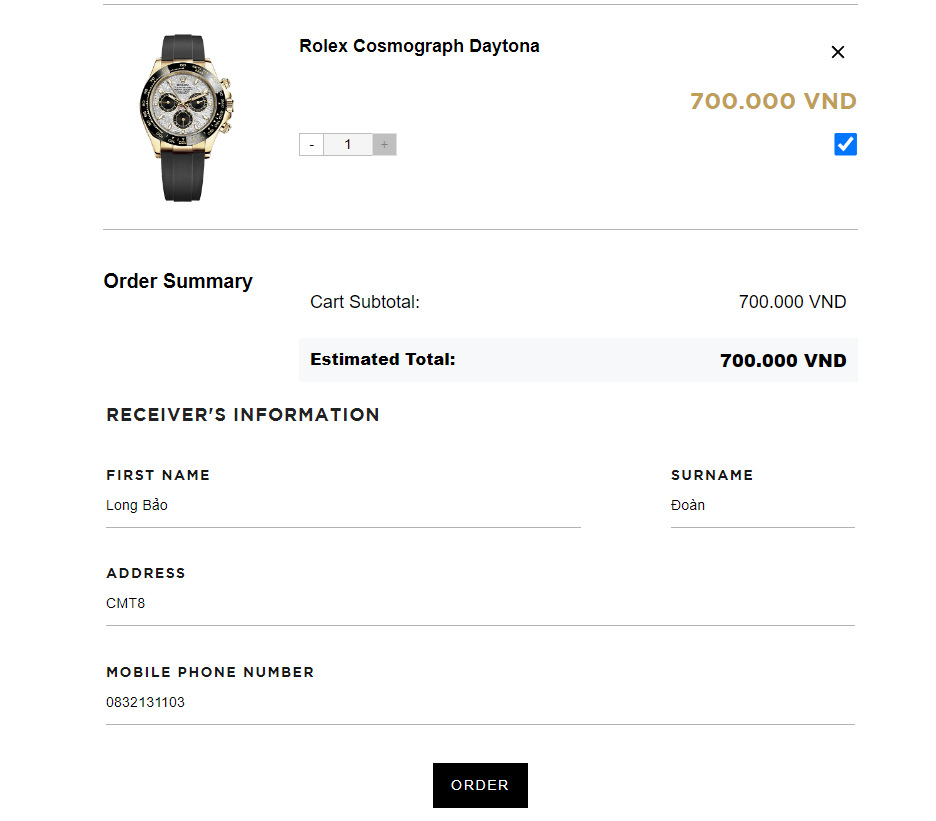 Rolex Cosmograph Daytona
700.000 VND
- 1 +
Order Summary
Cart Subtotal: 700.000 VND
Estimated Total: 700.000 VND
RECEIVER'S INFORMATION
FIRST NAME SURNAME
Long Bảo Đoàn
ADDRESS
CMT8
MOBILE PHONE NUMBER
0832131103
ORDER